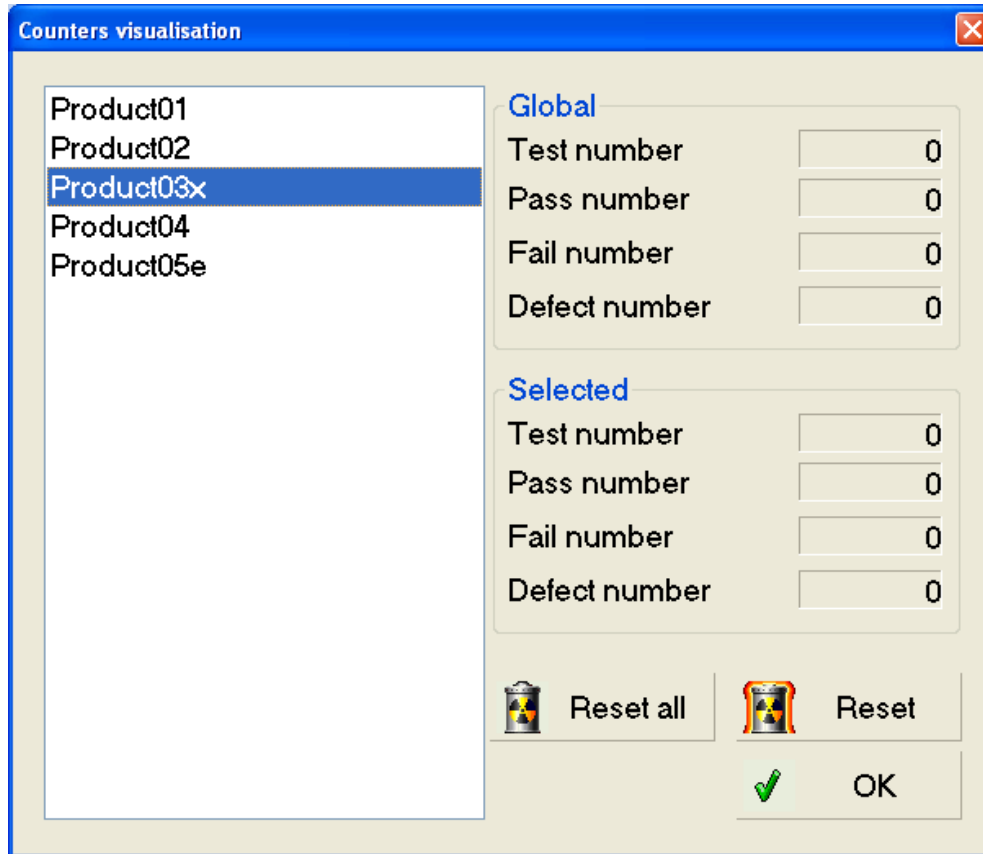 Counters visualisation
Product01
Product02
Product03x
Product04
Product05e
Global
Test number 0
Pass number 0
Fail number 0
Defect number 0
Selected
Test number 0
Pass number 0
Fail number 0
Defect number 0
Reset all
Reset
OK